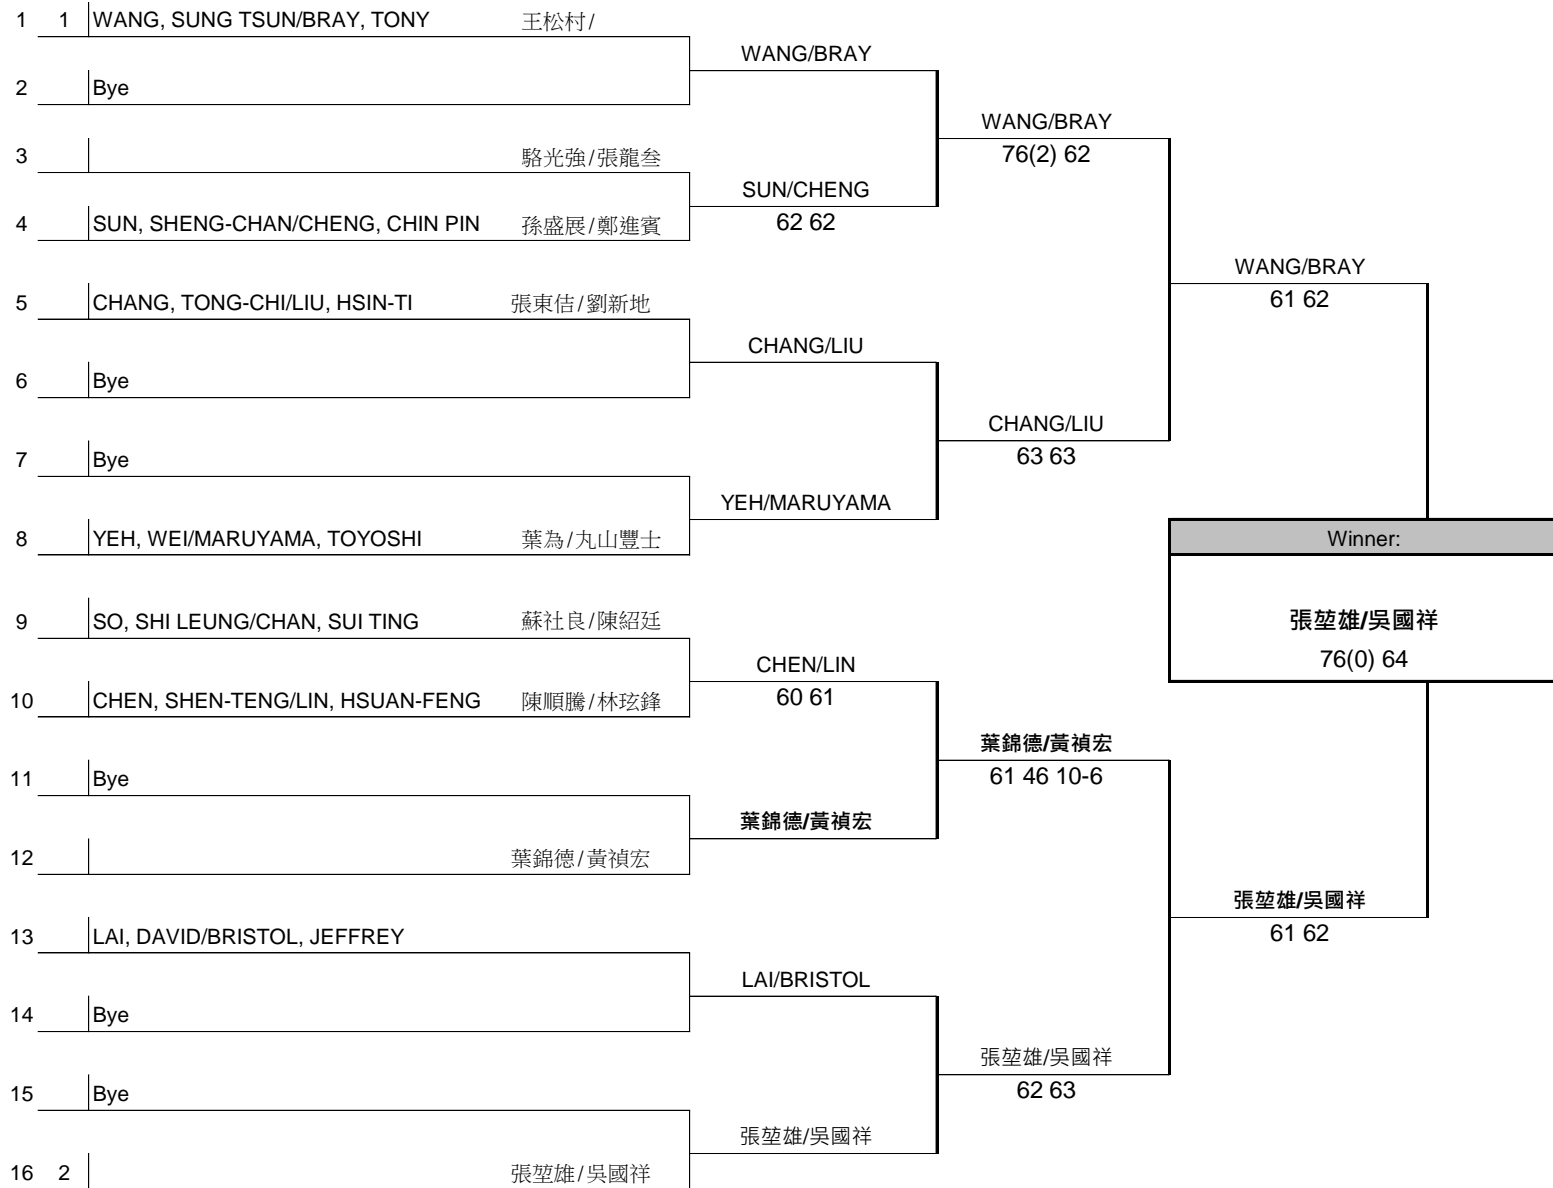 1 1 WANG, SUNG TSUN/BRAY, TONY 王松村/
WANG/BRAY
2 Bye
WANG/BRAY
76(2) 62
3 駱光強/張龍叁
SUN/CHENG
62 62
4 SUN, SHENG-CHAN/CHENG, CHIN PIN 孫盛展/鄭進賓
WANG/BRAY
61 62
5 CHANG, TONG-CHI/LIU, HSIN-TI 張東佶/劉新地
CHANG/LIU
6 Bye
CHANG/LIU
63 63
7 Bye
YEH/MARUYAMA
8 YEH, WEI/MARUYAMA, TOYOSHI 葉為/丸山豐士
Winner:
張堃雄/吳國祥
76(0) 64
9 SO, SHI LEUNG/CHAN, SUI TING 蘇社良/陳紹廷
CHEN/LIN
60 61
10 CHEN, SHEN-TENG/LIN, HSUAN-FENG 陳順騰/林玹鋒
葉錦德/黃禎宏
61 46 10-6
11 Bye
葉錦德/黃禎宏
12 葉錦德/黃禎宏
張堃雄/吳國祥
61 62
13 LAI, DAVID/BRISTOL, JEFFREY
LAI/BRISTOL
14 Bye
張堃雄/吳國祥
62 63
15 Bye
張堃雄/吳國祥
16 2 張堃雄/吳國祥